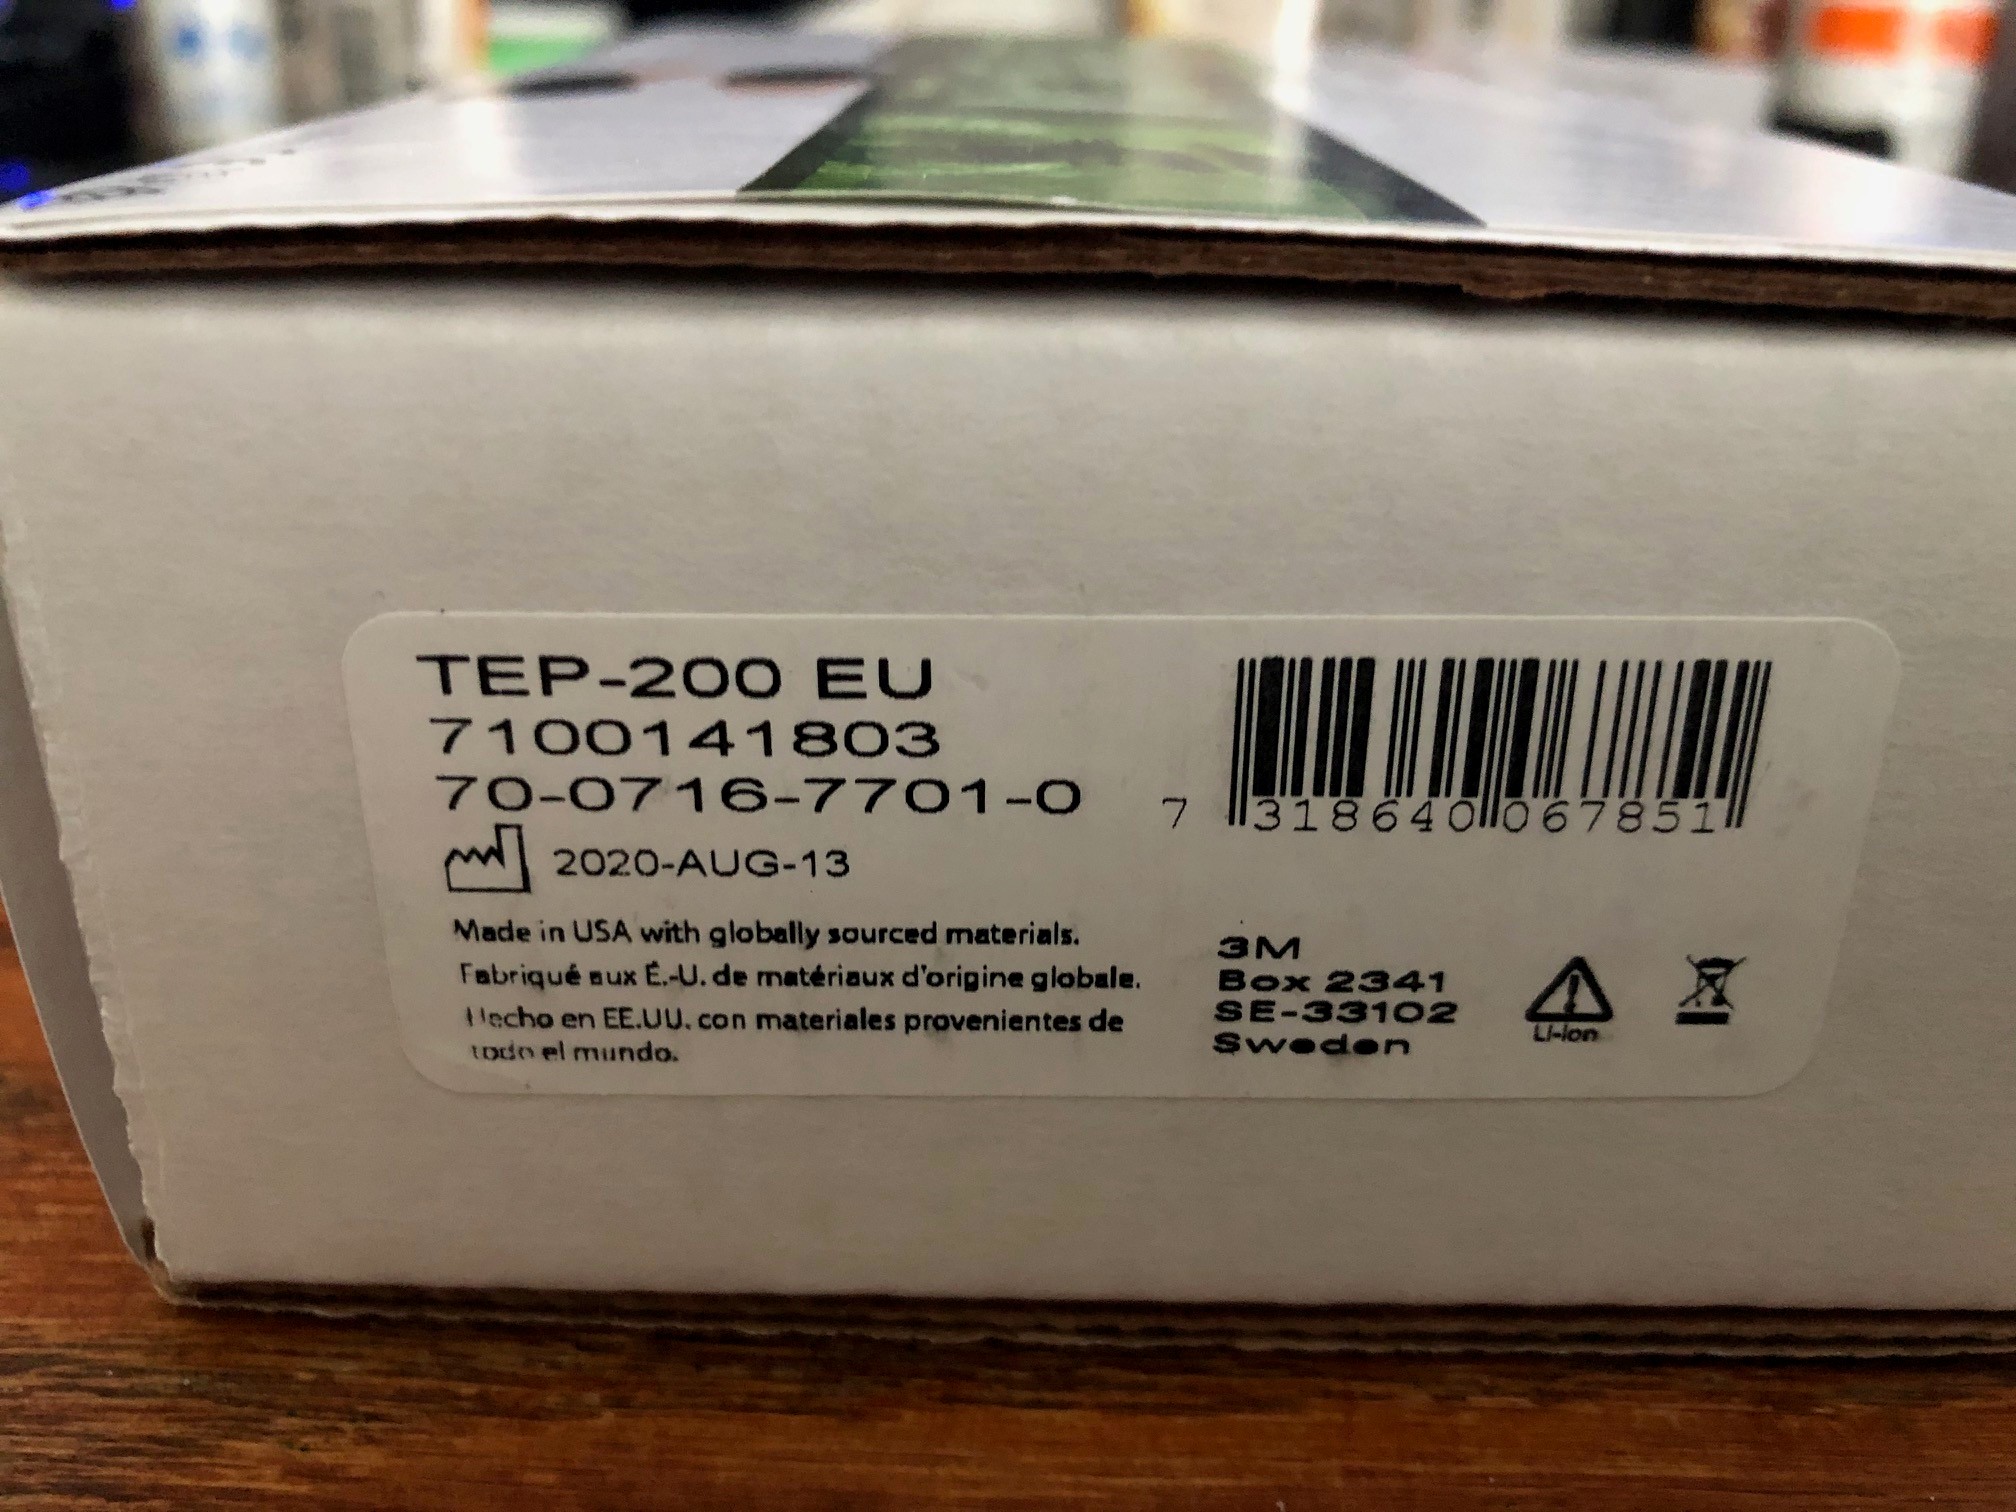 TEP-200 EU
7100141803
70-0716-7701-0
2020-AUG-13
Made in USA with globally sourced materials.
Fabriqué aux É.-U. de matériaux d'origine globale.
Hecho en EE.UU. con materiales provenientes de
todo el mundo.
7 318640 067851
3M
Box 2341
SE-33102
Sweden
Li-Ion